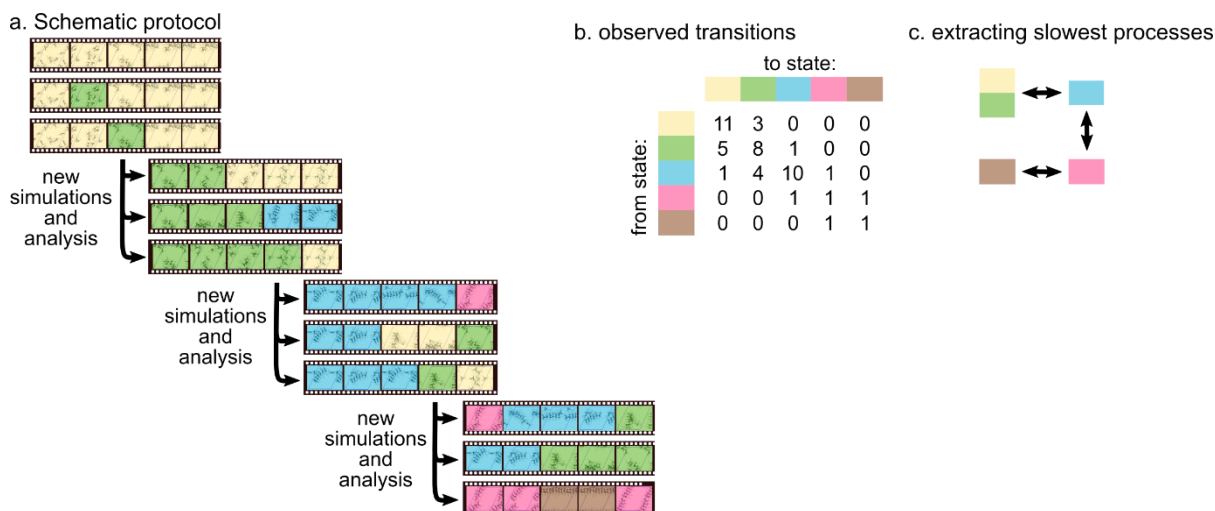 a. Schematic protocol
new
simulations
and
analysis
new
simulations
and
analysis
new
simulations
and
analysis
b. observed transitions
to state:
from state:
11 3 0 0 0
5 8 1 0 0
1 4 10 1 0
0 0 1 1 1
0 0 0 1 1
c. extracting slowest processes